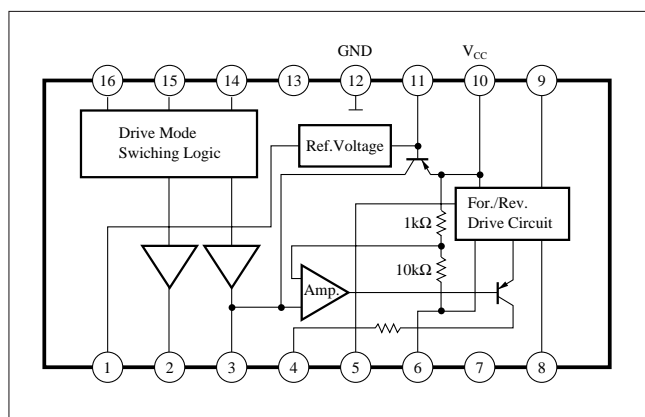 GND
V_CC
16 15 14 13 12 11 10 9
Drive Mode
Swiching Logic
Ref.Voltage
For./Rev.
Drive Circuit
1kΩ
10kΩ
Amp.
1 2 3 4 5 6 7 8